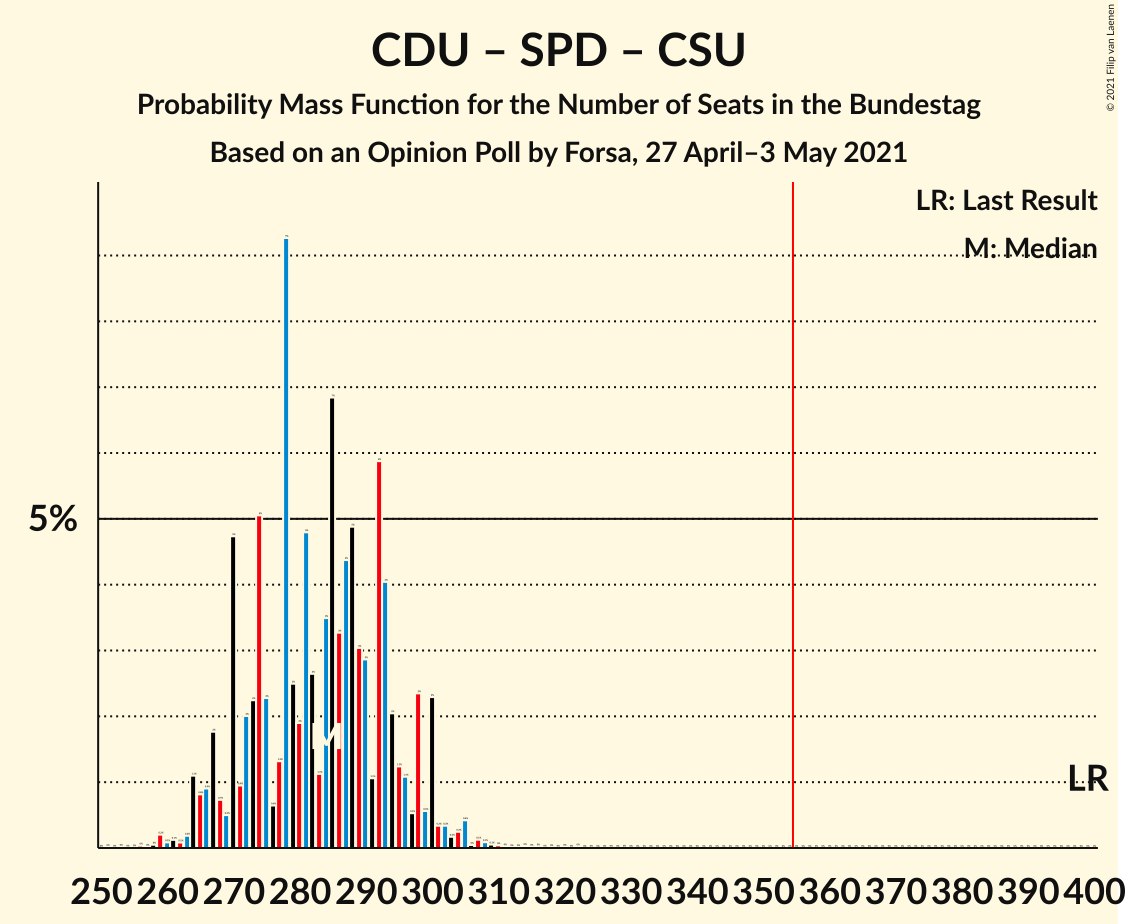 CDU – SPD – CSU
Probability Mass Function for the Number of Seats in the Bundestag
Based on an Opinion Poll by Forsa, 27 April–3 May 2021
© 2021 Filip van Laenen
LR: Last Result
M: Median
5%
M
LR
250 260 270 280 290 300 310 320 330 340 350 360 370 380 390 400